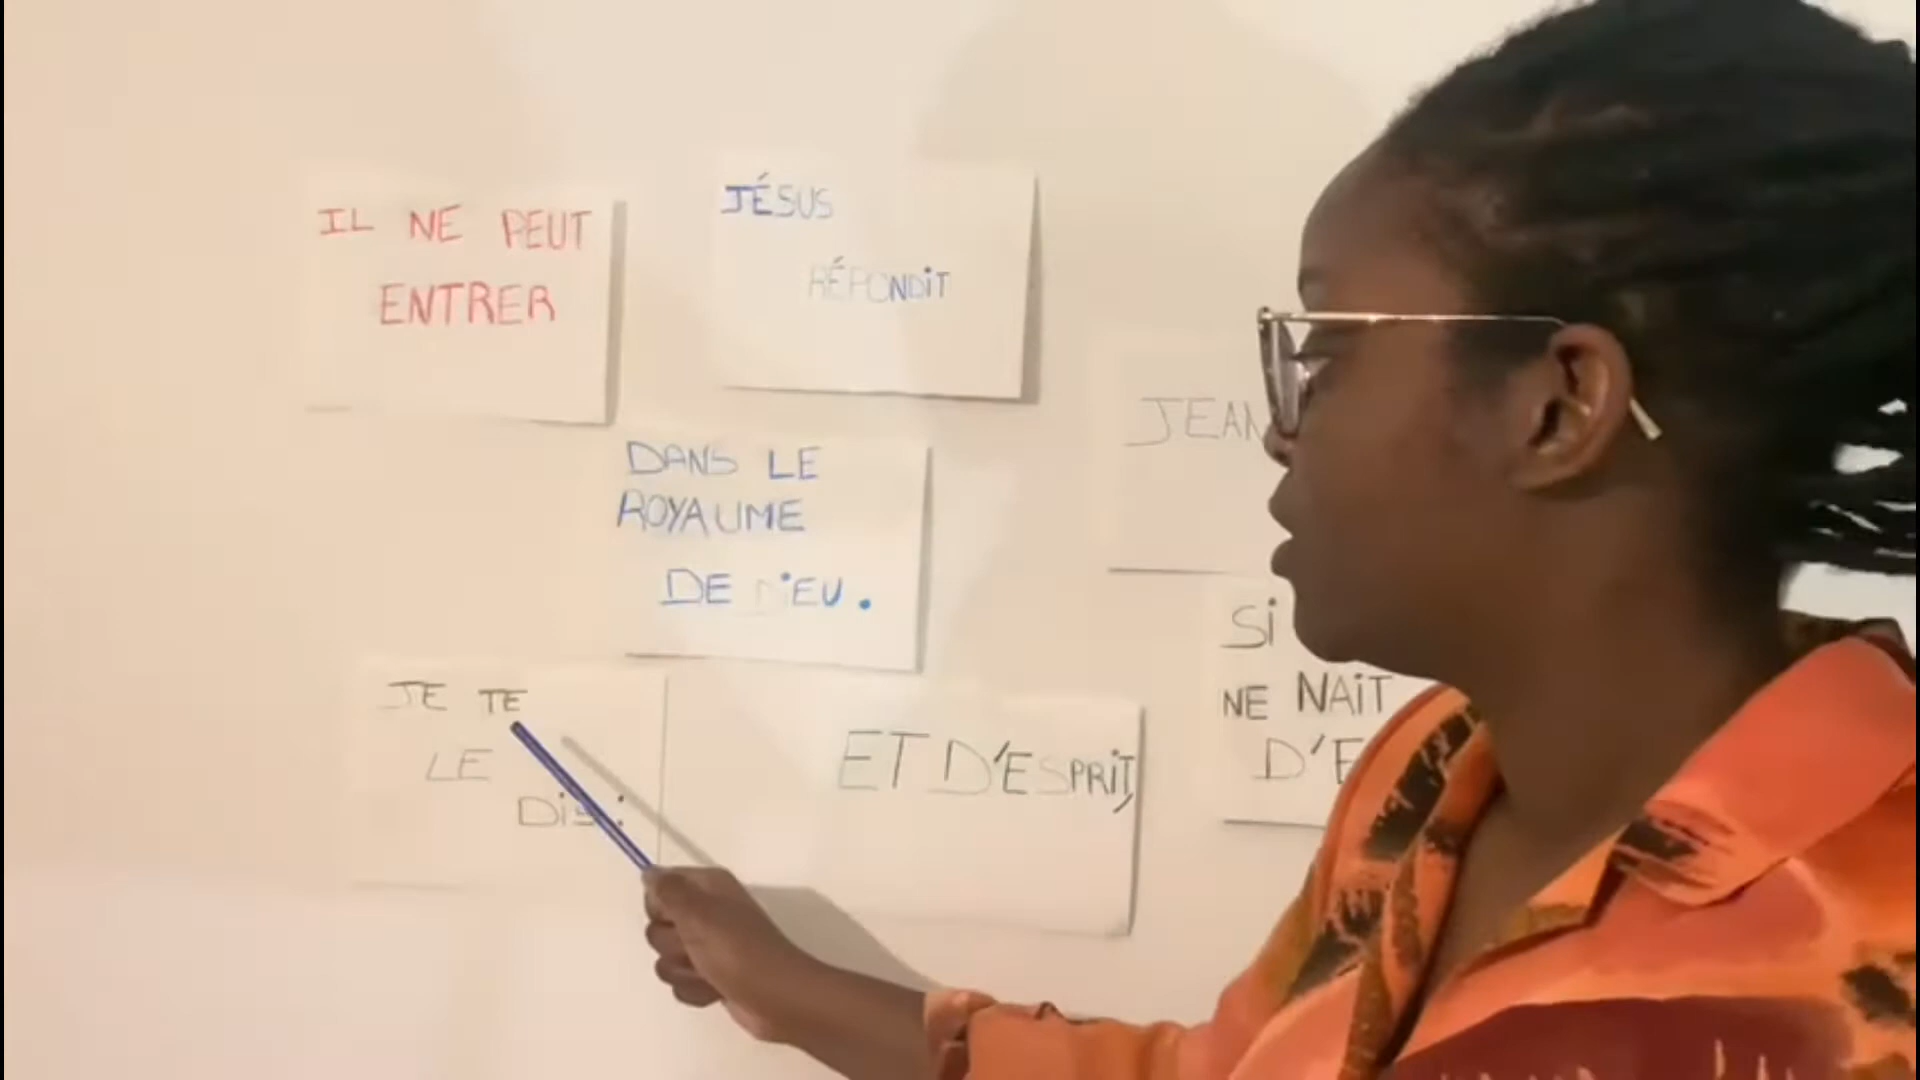 IL NE PEUT
ENTRER
JÉSUS
RÉPONDiT
DANS LE
ROYAUME
DE DiEU.
JEAN
Si
NE NAiT
D'E
JE TE
LE
DiS:
ET D'ESPRiT,